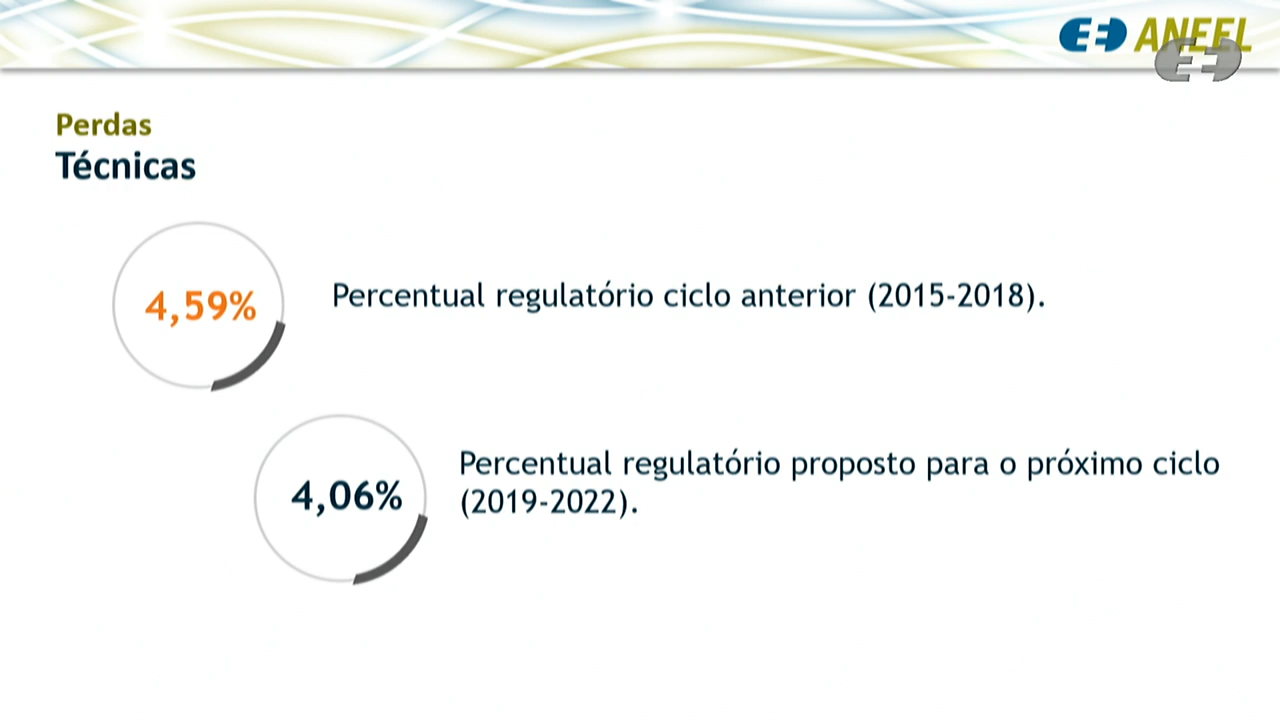 ANEEL
Perdas
Técnicas
4,59%
Percentual regulatório ciclo anterior (2015-2018).
4,06%
Percentual regulatório proposto para o próximo ciclo
(2019-2022).